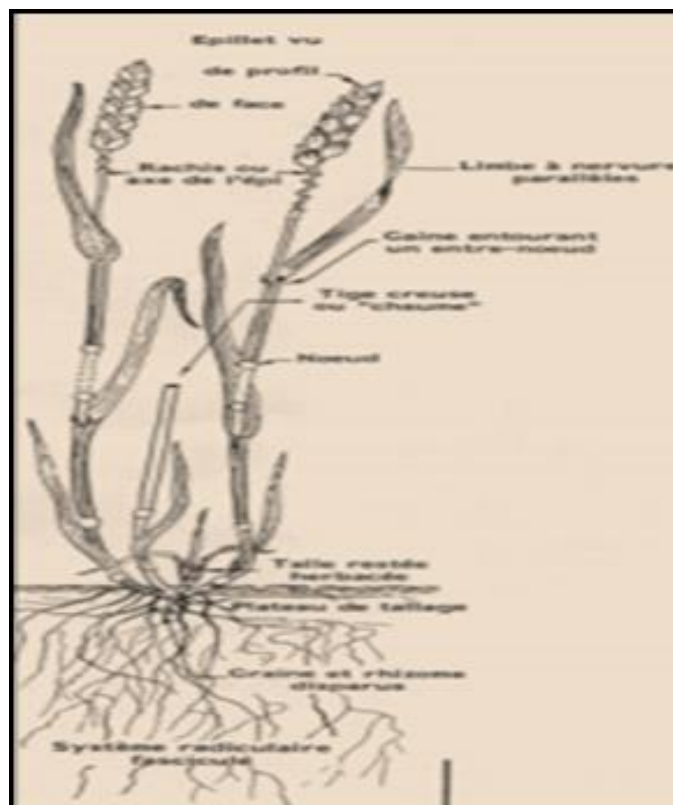 Epillet vu
de profil
de face
Rachis ou
axe de l'épi
Limbe à nervure
parallèles
Gaine entourant
un entre-noeud
Tige creuse
ou "chaume"
Noeud
Talle restée
herbacée
Plateau de tallage
Graine et rhizome
disparus
Système radiculaire
fasciculé